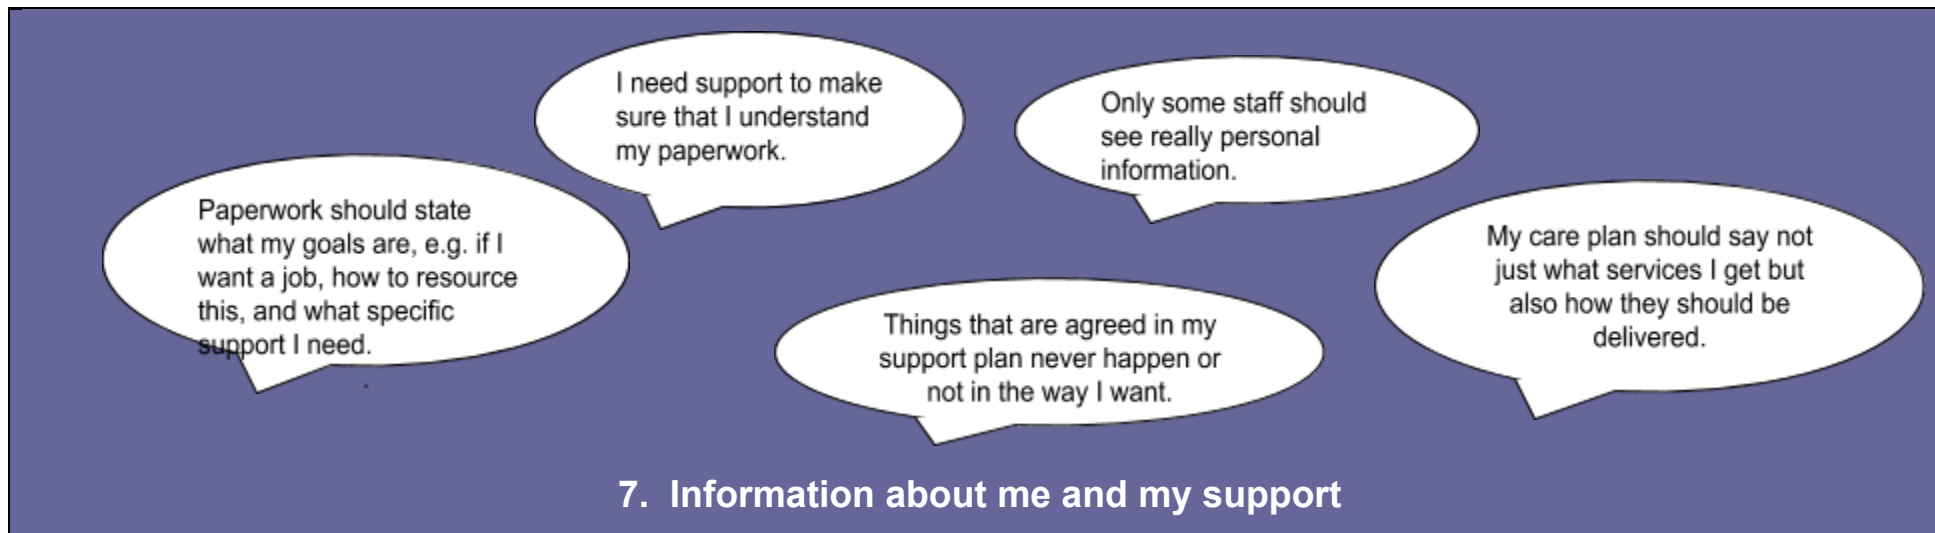 I need support to make
sure that I understand
my paperwork.
Only some staff should
see really personal
information.
Paperwork should state
what my goals are, e.g. if I
want a job, how to resource
this, and what specific
support I need.
My care plan should say not
just what services I get but
also how they should be
delivered.
Things that are agreed in my
support plan never happen or
not in the way I want.
7. Information about me and my support